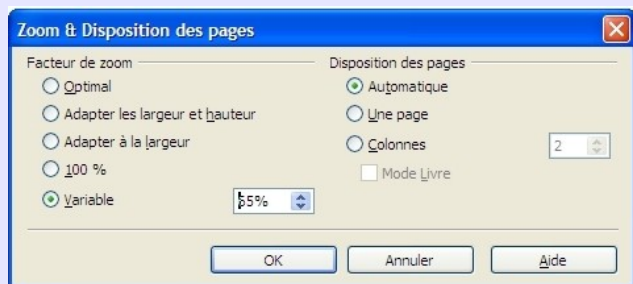 Zoom & Disposition des pages
Facteur de zoom
Optimal
Adapter les largeur et hauteur
Adapter à la largeur
100 %
Variable
Disposition des pages
Automatique
Une page
Colonnes
2
Mode Livre
OK
Annuler
Aide